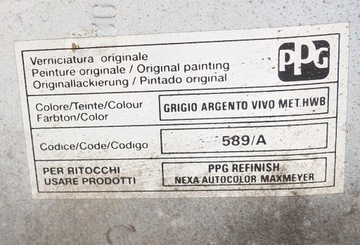 Verniciatura originale
Peinture originale / Original painting
Originallackierung / Pintado original
PPG
Colore/Teinte/Colour
Farbton/Color
GRIGIO ARGENTO VIVO MET.HWB
Codice/Code/Codigo
589/A
PER RITOCCHI
USARE PRODOTTI
PPG REFINISH
NEXA AUTOCOLOR MAXMEYER